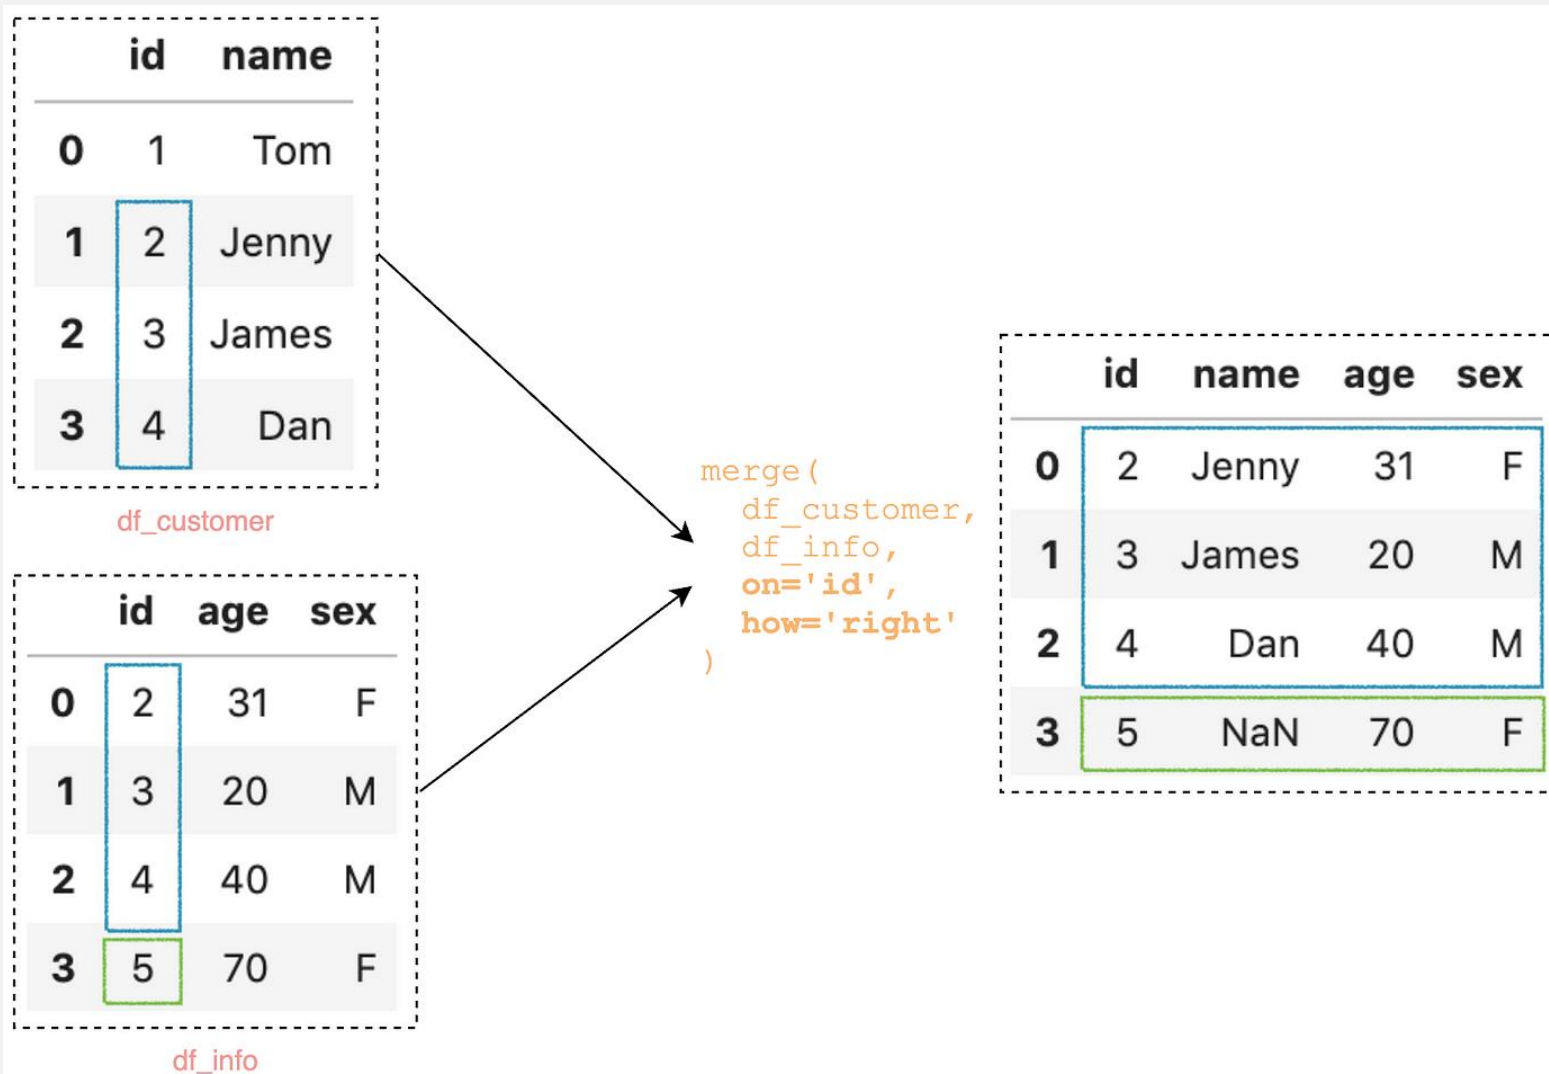 id name
0 1 Tom
1 2 Jenny
2 3 James
3 4 Dan
df_customer
id age sex
0 2 31 F
1 3 20 M
2 4 40 M
3 5 70 F
df_info
merge(
df_customer,
df_info,
on='id',
how='right'
)
id name age sex
0 2 Jenny 31 F
1 3 James 20 M
2 4 Dan 40 M
3 5 NaN 70 F